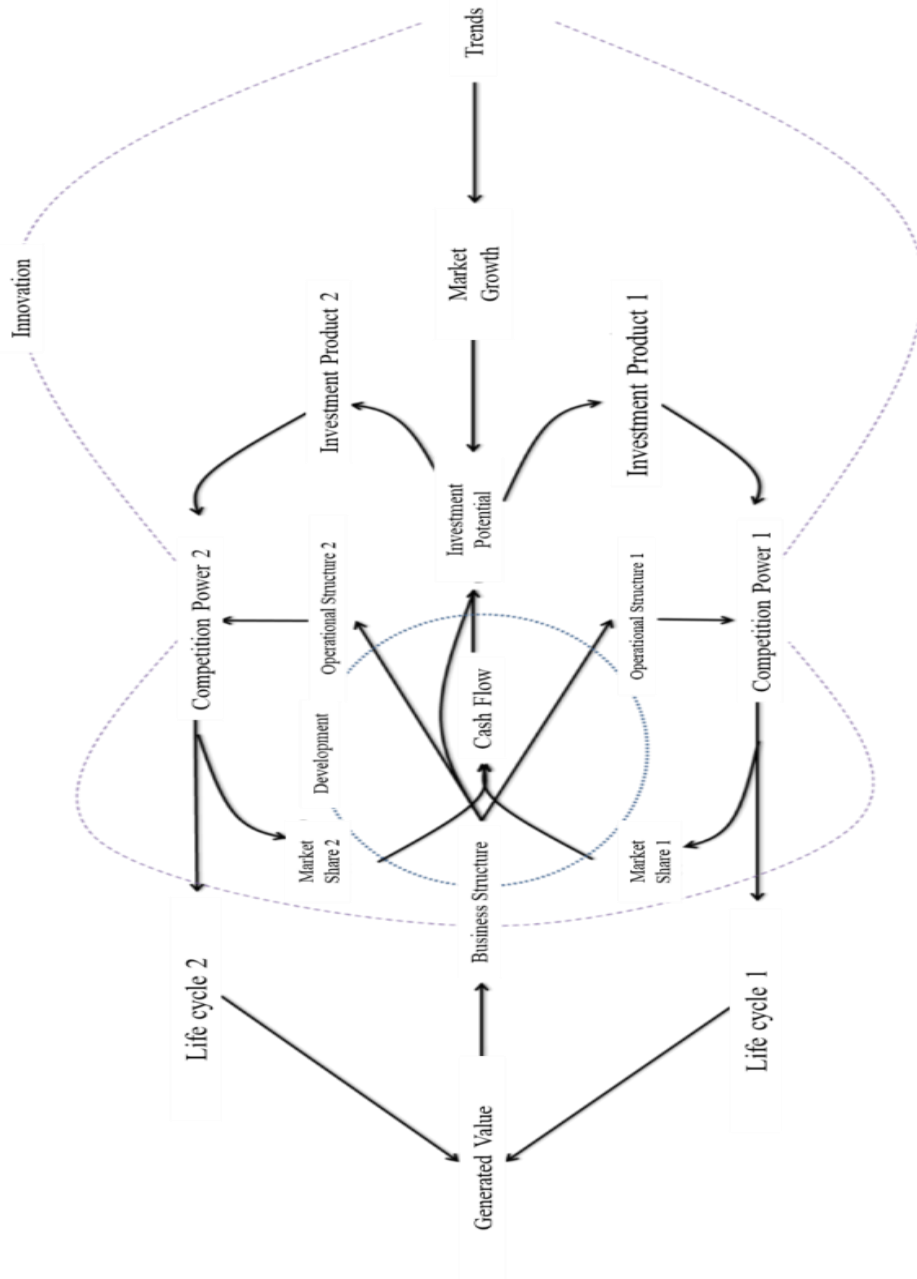 Innovation
Life cycle 2
Competition Power 2
Market
Share 2
Development
Operational Structure 2
Investment Product 2
Generated Value
Business Structure
Cash Flow
Investment
Potential
Market
Growth
Trends
Market
Share 1
Operational Structure 1
Investment Product 1
Life cycle 1
Competition Power 1